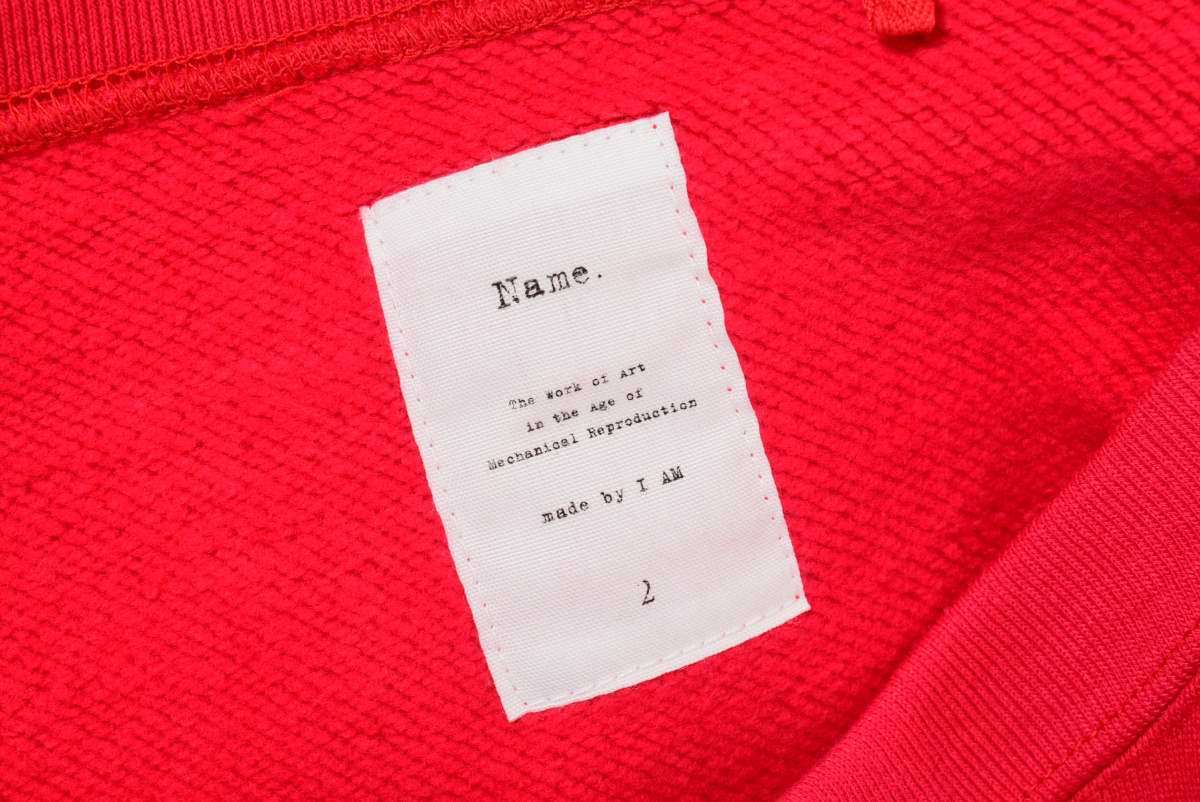 Name.
The Work of Art
in the Age of
Mechanical Reproduction
made by I AM
2